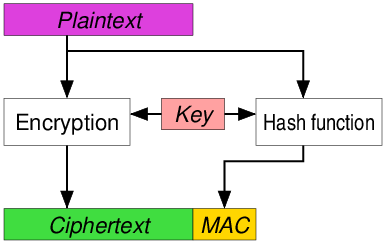 Plaintext
Encryption
Key
Hash function
Ciphertext
MAC